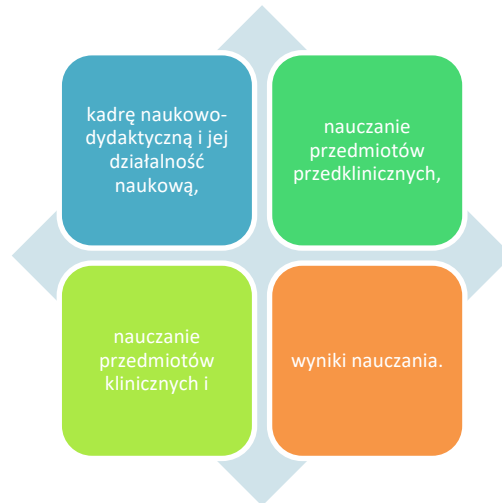 kadrę naukowo-
dydaktyczną i jej
działalność
naukową,
nauczanie
przedmiotów
przedklinicznych,
nauczanie
przedmiotów
klinicznych i
wyniki nauczania.